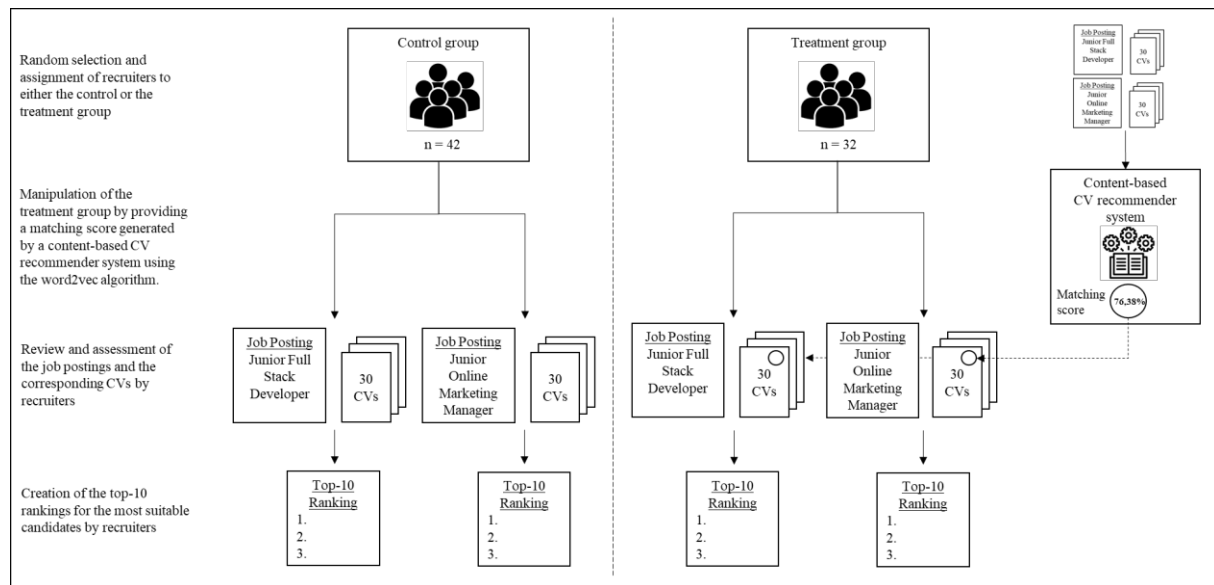 Random selection and
assignment of recruiters to
either the control or the
treatment group
Control group
n = 42
Treatment group
n = 32
Job Posting
Junior Full
Stack
Developer
30
CVs
Job Posting
Junior
Online
Marketing
Manager
30
CVs
Manipulation of the
treatment group by providing
a matching score generated
by a content-based CV
recommender system using
the word2vec algorithm.
Content-based
CV recommender
system
Matching
score
76,38%
Review and assessment of
the job postings and the
corresponding CVs by
recruiters
Job Posting
Junior Full
Stack
Developer
30
CVs
Job Posting
Junior
Online
Marketing
Manager
30
CVs
Job Posting
Junior Full
Stack
Developer
30
CVs
Job Posting
Junior
Online
Marketing
Manager
30
CVs
Creation of the top-10
rankings for the most suitable
candidates by recruiters
Top-10
Ranking
1.
2.
3.
Top-10
Ranking
1.
2.
3.
Top-10
Ranking
1.
2.
3.
Top-10
Ranking
1.
2.
3.